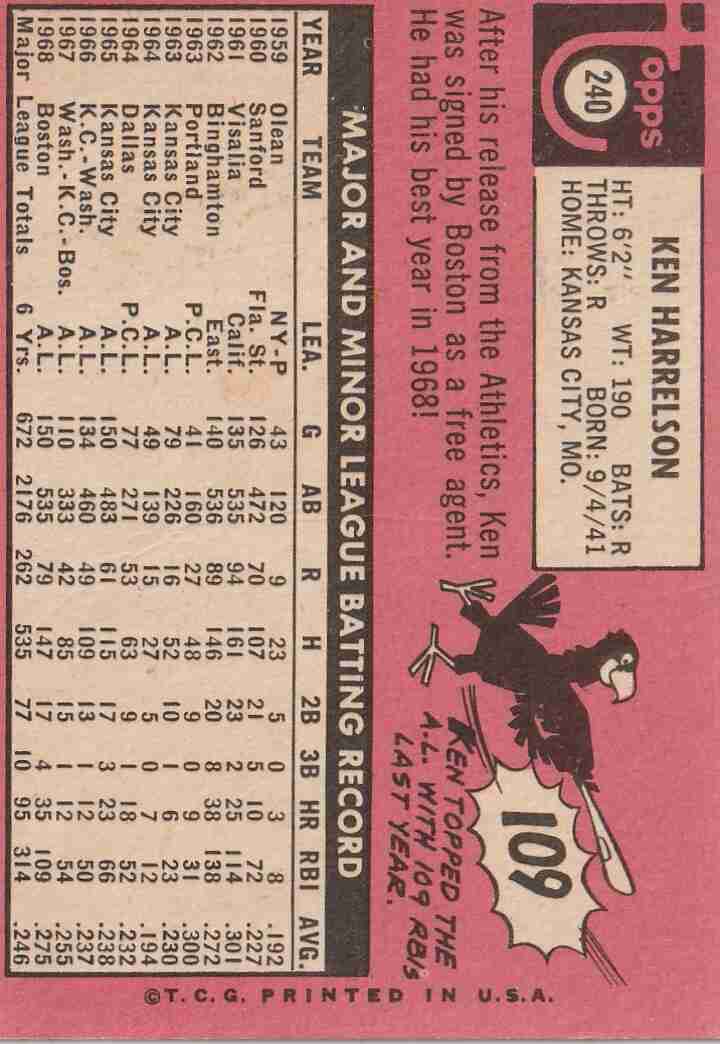 Topps
240
KEN HARRELSON
HT: 6'2" WT: 190 BATS: R
THROWS: R BORN: 9/4/41
HOME: KANSAS CITY, MO.
After his release from the Athletics, Ken
was signed by Boston as a free agent.
He had his best year in 1968!
109
KEN TOPPED THE
A.L. WITH 109 RBIs
LAST YEAR.
MAJOR AND MINOR LEAGUE BATTING RECORD
YEAR TEAM LEA. G AB R H 2B 3B HR RBI AVG.
1959 Olean NY-P 43 120 9 23 5 0 3 8 .192
1960 Sanford Fla. St. 126 472 70 107 21 5 10 72 .227
1961 Visalia Calif. 135 535 94 161 23 2 25 114 .301
1962 Binghamton East. 140 536 89 146 20 8 38 138 .272
1963 Portland P.C.L. 41 160 27 48 9 0 9 31 .300
1963 Kansas City A.L. 79 226 16 52 10 1 6 23 .230
1964 Kansas City A.L. 49 139 15 27 5 0 7 12 .194
1964 Dallas P.C.L. 77 271 53 63 9 1 18 52 .232
1965 Kansas City A.L. 150 483 61 115 17 3 23 66 .238
1966 K.C.-Wash. A.L. 134 460 49 109 13 1 12 50 .237
1967 Wash.-K.C.-Bos. A.L. 110 333 42 85 15 1 12 54 .255
1968 Boston A.L. 150 535 79 147 17 4 35 109 .275
Major League Totals 6 Yrs. 672 2176 262 535 77 10 95 314 .246
©T.C.G. PRINTED IN U.S.A.